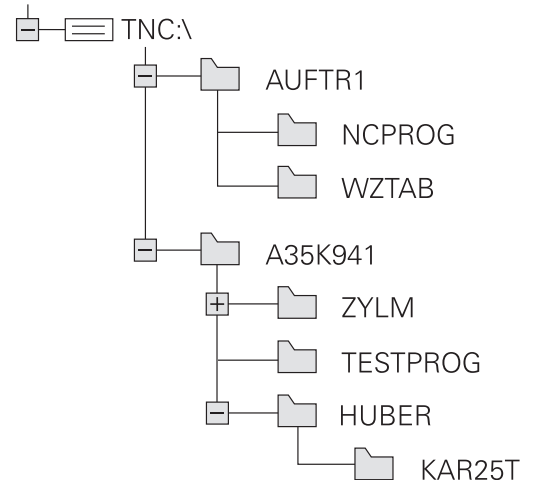 TNC:\
AUFTR1
NCPROG
WZTAB
A35K941
ZYLM
TESTPROG
HUBER
KAR25T